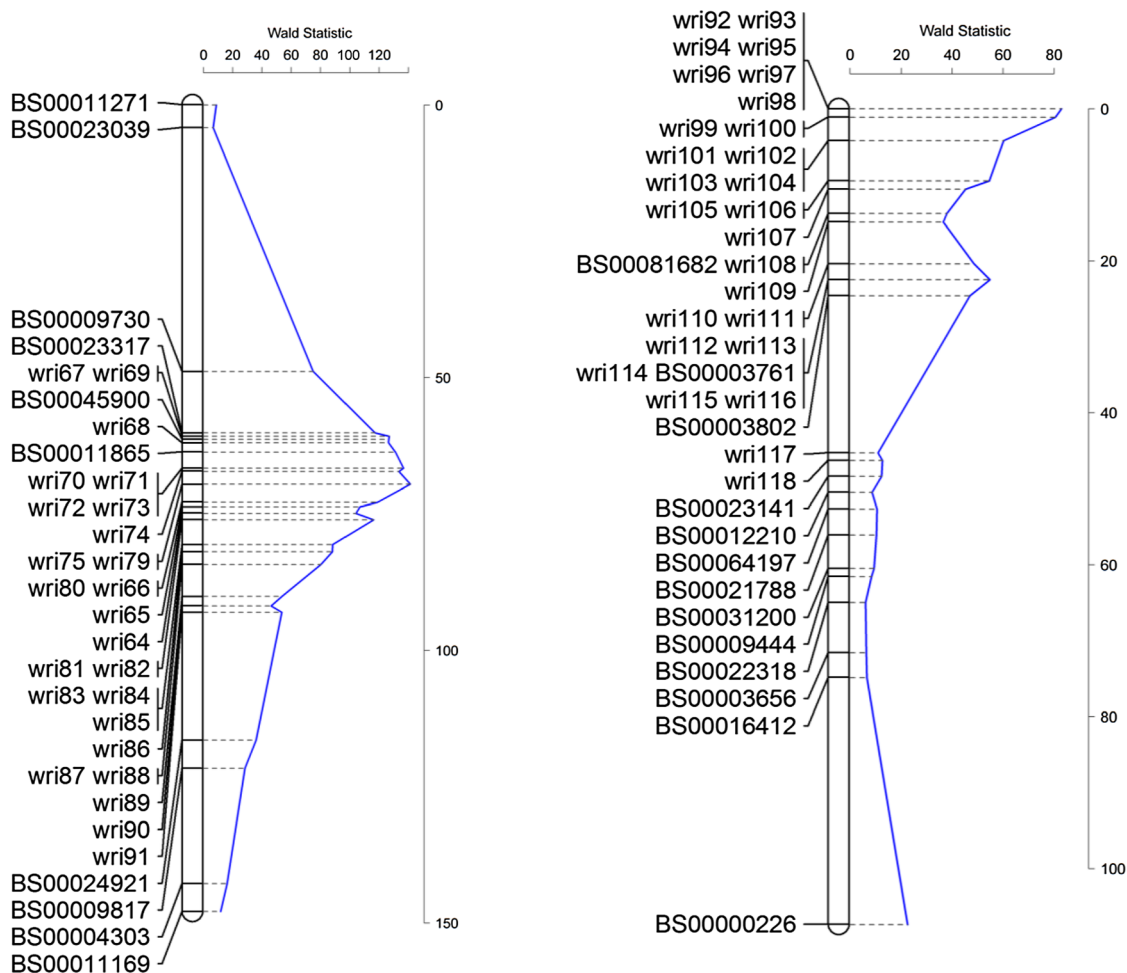 Wald Statistic
0 20 40 60 80 100 120
BS00011271
BS00023039
BS00009730
BS00023317
wri67 wri69
BS00045900
wri68
BS00011865
wri70 wri71
wri72 wri73
wri74
wri75 wri79
wri80 wri66
wri65
wri64
wri81 wri82
wri83 wri84
wri85
wri86
wri87 wri88
wri89
wri90
wri91
BS00024921
BS00009817
BS00004303
BS00011169
0
50
100
150
Wald Statistic
0 20 40 60 80
wri92 wri93
wri94 wri95
wri96 wri97
wri98
wri99 wri100
wri101 wri102
wri103 wri104
wri105 wri106
wri107
BS00081682 wri108
wri109
wri110 wri111
wri112 wri113
wri114 BS00003761
wri115 wri116
BS00003802
wri117
wri118
BS00023141
BS00012210
BS00064197
BS00021788
BS00031200
BS00009444
BS00022318
BS00003656
BS00016412
BS00000226
0
20
40
60
80
100